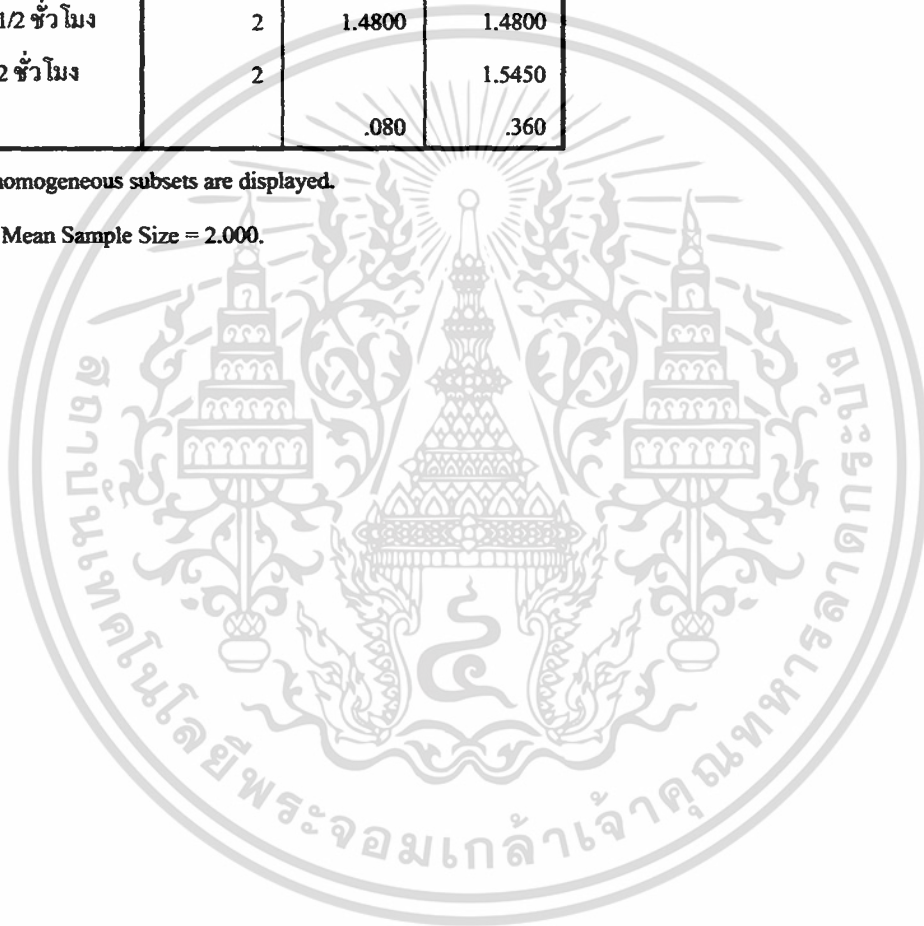 1/2 ชั่วโมง 2 1.4800 1.4800
2 ชั่วโมง 2 1.5450
.080 .360
homogeneous subsets are displayed.
Mean Sample Size = 2.000.
สถาบันเทคโนโลยีพระจอมเกล้าเจ้าคุณทหารลาดกระบัง